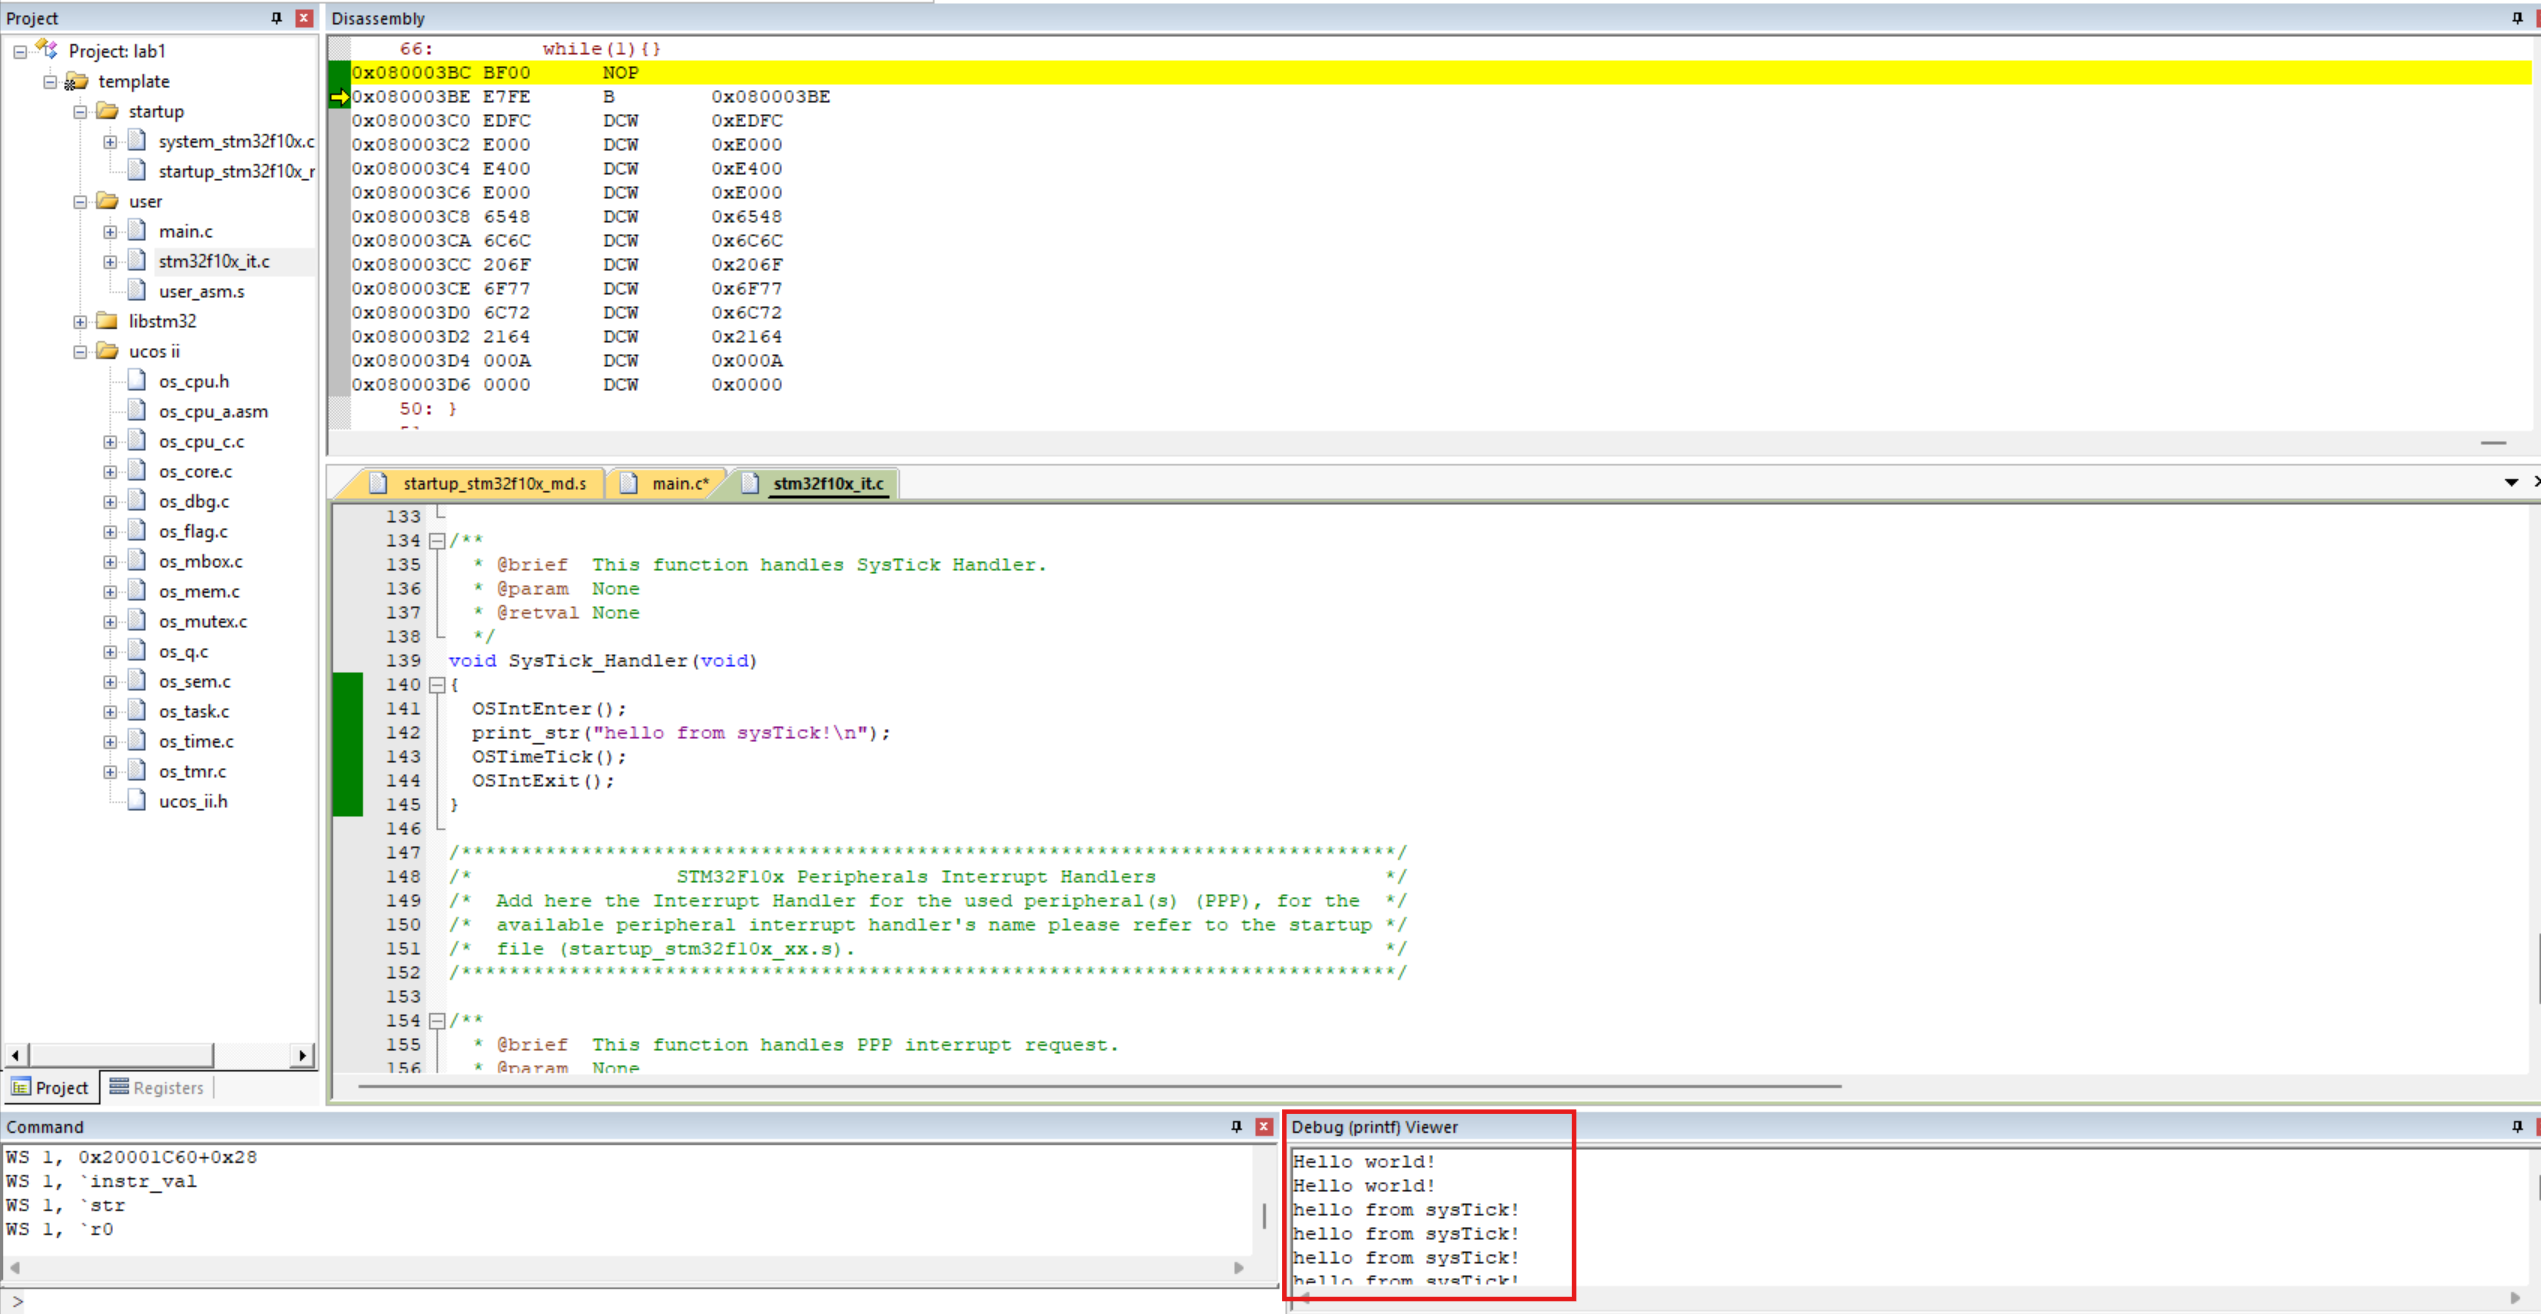 Project
Project: lab1
template
startup
system_stm32f10x.c
startup_stm32f10x_r
user
main.c
stm32f10x_it.c
user_asm.s
libstm32
ucos ii
os_cpu.h
os_cpu_a.asm
os_cpu_c.c
os_core.c
os_dbg.c
os_flag.c
os_mbox.c
os_mem.c
os_mutex.c
os_q.c
os_sem.c
os_task.c
os_time.c
os_tmr.c
ucos_ii.h
Project Registers
Disassembly
66: while(1){}
0x080003BC BF00 NOP
0x080003BE E7FE B 0x080003BE
0x080003C0 EDFC DCW 0xEDFC
0x080003C2 E000 DCW 0xE000
0x080003C4 E400 DCW 0xE400
0x080003C6 E000 DCW 0xE000
0x080003C8 6548 DCW 0x6548
0x080003CA 6C6C DCW 0x6C6C
0x080003CC 206F DCW 0x206F
0x080003CE 6F77 DCW 0x6F77
0x080003D0 6C72 DCW 0x6C72
0x080003D2 2164 DCW 0x2164
0x080003D4 000A DCW 0x000A
0x080003D6 0000 DCW 0x0000
50: }
startup_stm32f10x_md.s main.c* stm32f10x_it.c
133
134 /**
135 * @brief This function handles SysTick Handler.
136 * @param None
137 * @retval None
138 */
139 void SysTick_Handler(void)
140 {
141 OSIntEnter();
142 print_str("hello from sysTick!\n");
143 OSTimeTick();
144 OSIntExit();
145 }
146
147 /******************************************************************************/
148 /* STM32F10x Peripherals Interrupt Handlers */
149 /* Add here the Interrupt Handler for the used peripheral(s) (PPP), for the */
150 /* available peripheral interrupt handler's name please refer to the startup */
151 /* file (startup_stm32f10x_xx.s). */
152 /******************************************************************************/
153
154 /**
155 * @brief This function handles PPP interrupt request.
156 * @param None
Command
WS 1, 0x20001C60+0x28
WS 1, `instr_val
WS 1, `str
WS 1, `r0
>
Debug (printf) Viewer
Hello world!
Hello world!
hello from sysTick!
hello from sysTick!
hello from sysTick!
hello from sysTick!